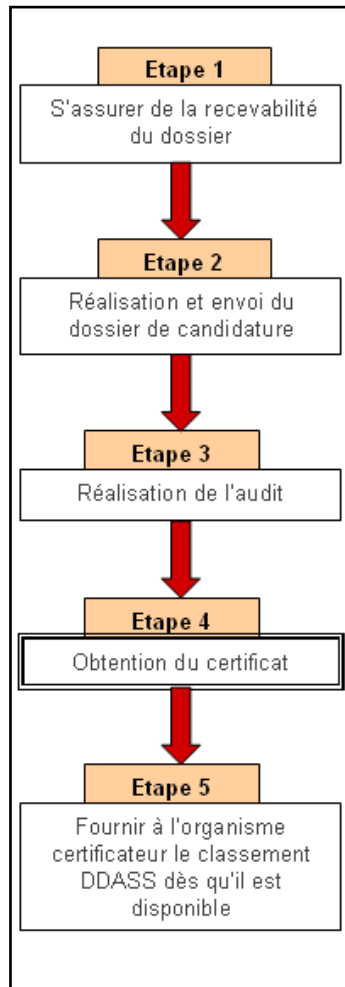 Etape 1
S'assurer de la recevabilité
du dossier
Etape 2
Réalisation et envoi du
dossier de candidature
Etape 3
Réalisation de l'audit
Etape 4
Obtention du certificat
Etape 5
Fournir à l'organisme
certificateur le classement
DDASS dès qu'il est
disponible